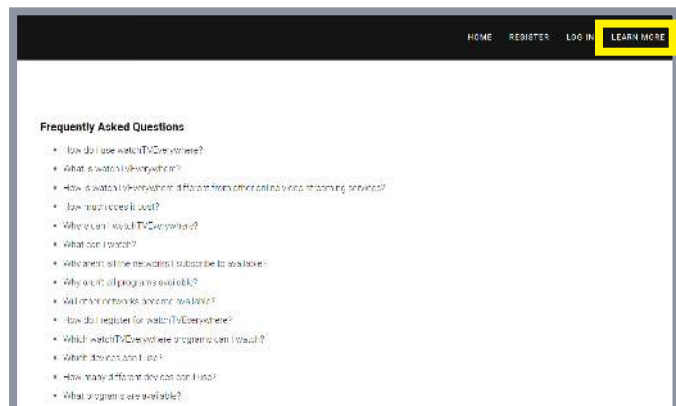 HOME REGISTER LOG IN LEARN MORE
Frequently Asked Questions
How do I use watchTVEverywhere?
What is watchTVEverywhere?
How is watchTVEverywhere different from other online video streaming services?
How much does it cost?
Where can I watchTVEverywhere?
What can I watch?
Why aren't all the networks I subscribe to available?
Why aren't all programs available?
Will other networks become available?
How do I register for watchTVEverywhere?
Which watchTVEverywhere programs can I watch?
Which devices can I use?
How many different devices can I use?
What programs are available?